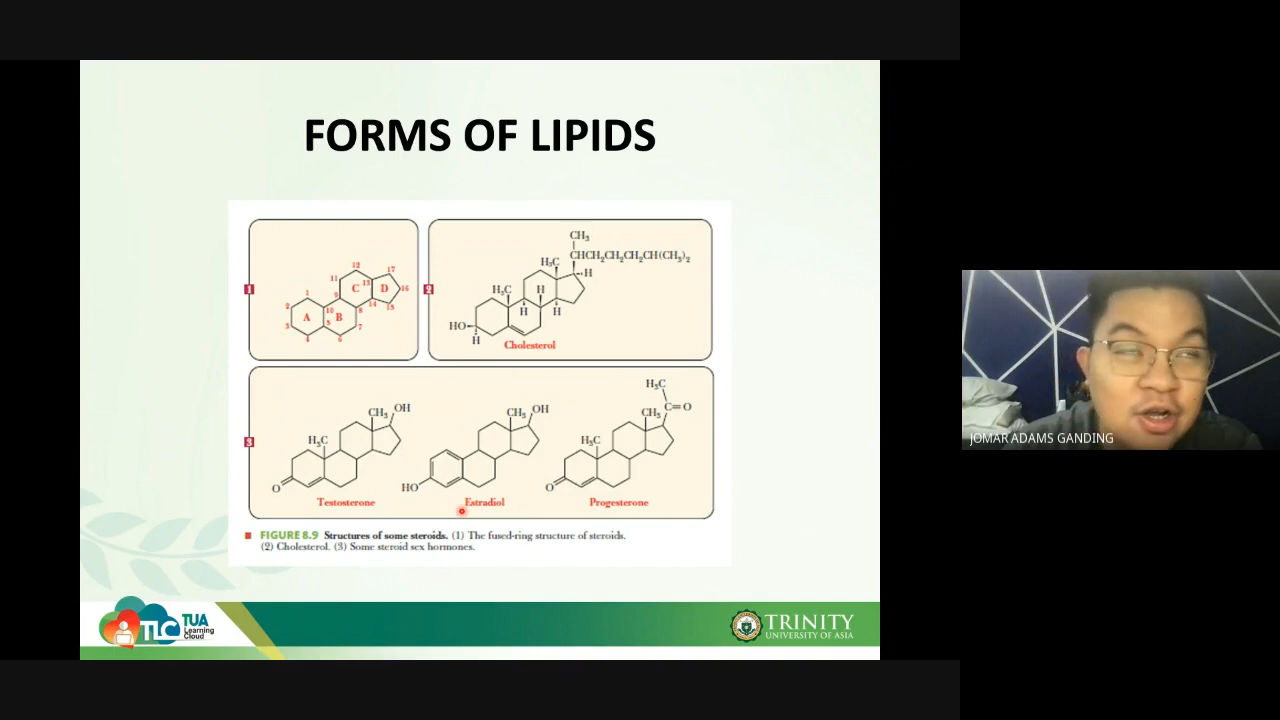 FORMS OF LIPIDS
1
1
2
3
4
5
6
7
8
9
10
11
12
13
14
15
16
17
A
B
C
D
2
CH₃
CHCH₂CH₂CH₂CH(CH₃)₂
H₃C
H
H₃C
H
H
H
HO
H
Cholesterol
3
CH₃
OH
H₃C
O
Testosterone
CH₃
OH
HO
Estradiol
H₃C
C=O
CH₃
H₃C
O
Progesterone
FIGURE 8.9 Structures of some steroids. (1) The fused-ring structure of steroids.
(2) Cholesterol. (3) Some steroid sex hormones.
TLC
TUA
Learning
Cloud
TRINITY
UNIVERSITY OF ASIA
JOMAR ADAMS GANDING